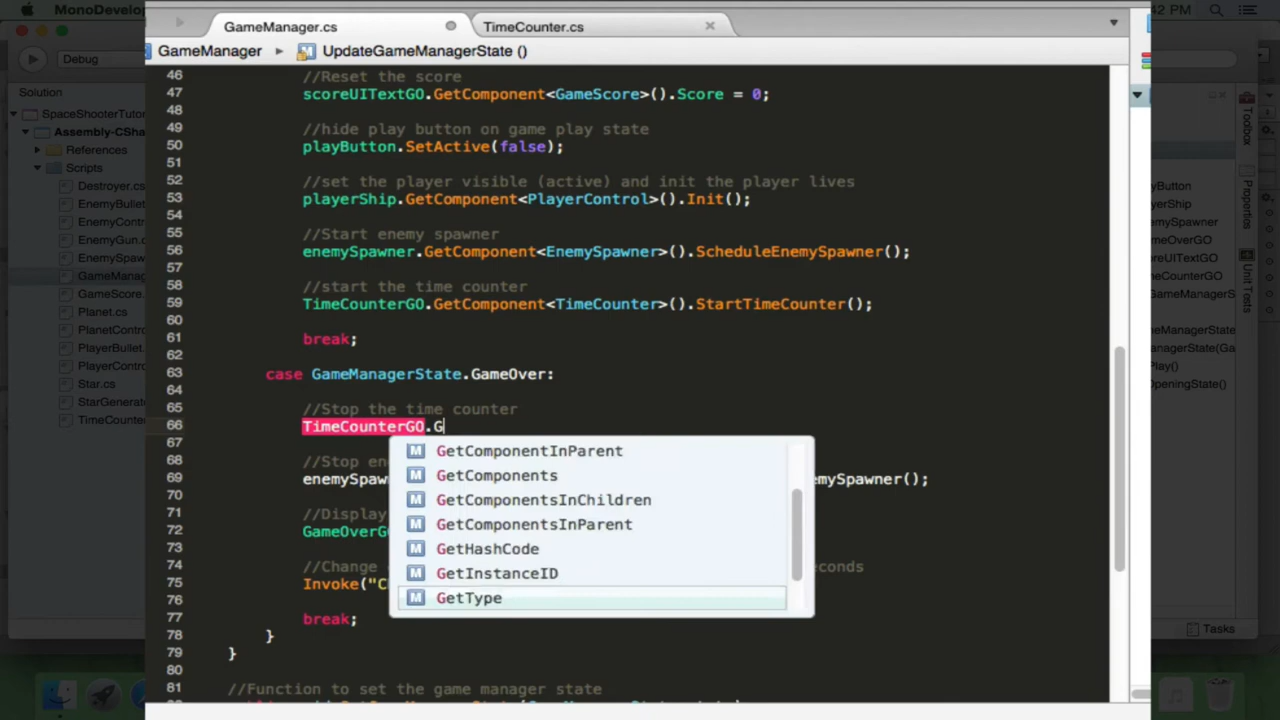 MonoDevelop
42 PM
Debug
Solution
SpaceShooterTutor
Assembly-CSha
References
Scripts
Destroyer.cs
EnemyBullet
EnemyContr
EnemyGun.c
EnemySpaw
GameManag
GameScore.
Planet.cs
PlanetContro
PlayerBullet.
PlayerContro
Star.cs
StarGenerat
TimeCounter
GameManager.cs
TimeCounter.cs
GameManager
UpdateGameManagerState ()
46 //Reset the score
47 scoreUITextGO.GetComponent<GameScore>().Score = 0;
48
49 //hide play button on game play state
50 playButton.SetActive(false);
51
52 //set the player visible (active) and init the player lives
53 playerShip.GetComponent<PlayerControl>().Init();
54
55 //Start enemy spawner
56 enemySpawner.GetComponent<EnemySpawner>().ScheduleEnemySpawner();
57
58 //start the time counter
59 TimeCounterGO.GetComponent<TimeCounter>().StartTimeCounter();
60
61 break;
62
63 case GameManagerState.GameOver:
64
65 //Stop the time counter
66 TimeCounterGO.G
67
68 //Stop en
69 enemySpaw emySpawner();
70
71 //Display
72 GameOverG
73
74 //Change econds
75 Invoke("C
76
77 break;
78 }
79 }
80
81 //Function to set the game manager state
GetComponentInParent
GetComponents
GetComponentsInChildren
GetComponentsInParent
GetHashCode
GetInstanceID
GetType
Toolbox
Properties
Unit Tests
yButton
yerShip
emySpawner
meOverGO
oreUITextGO
meCounterGO
GameManagerS
meManagerState
anagerState(Ga
Play()
OpeningState()
Tasks